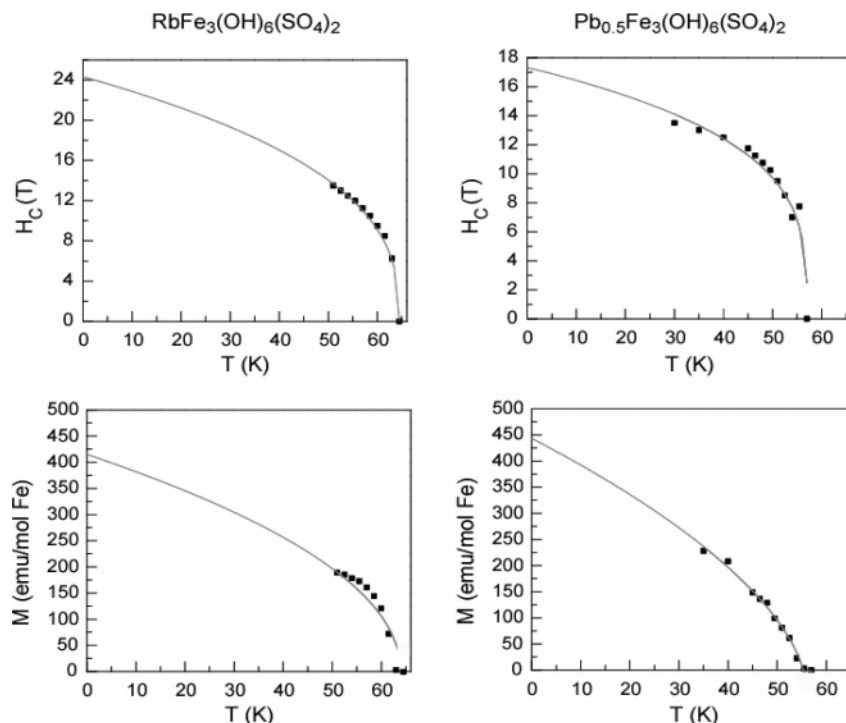 RbFe3(OH)6(SO4)2
24
20
16
12
8
4
0
HC(T)
0 10 20 30 40 50 60
T (K)
Pb0.5Fe3(OH)6(SO4)2
18
16
14
12
10
8
6
4
2
0
HC(T)
0 10 20 30 40 50 60
T (K)
500
450
400
350
300
250
200
150
100
50
0
M (emu/mol Fe)
0 10 20 30 40 50 60
T (K)
500
450
400
350
300
250
200
150
100
50
0
M (emu/mol Fe)
0 10 20 30 40 50 60
T (K)